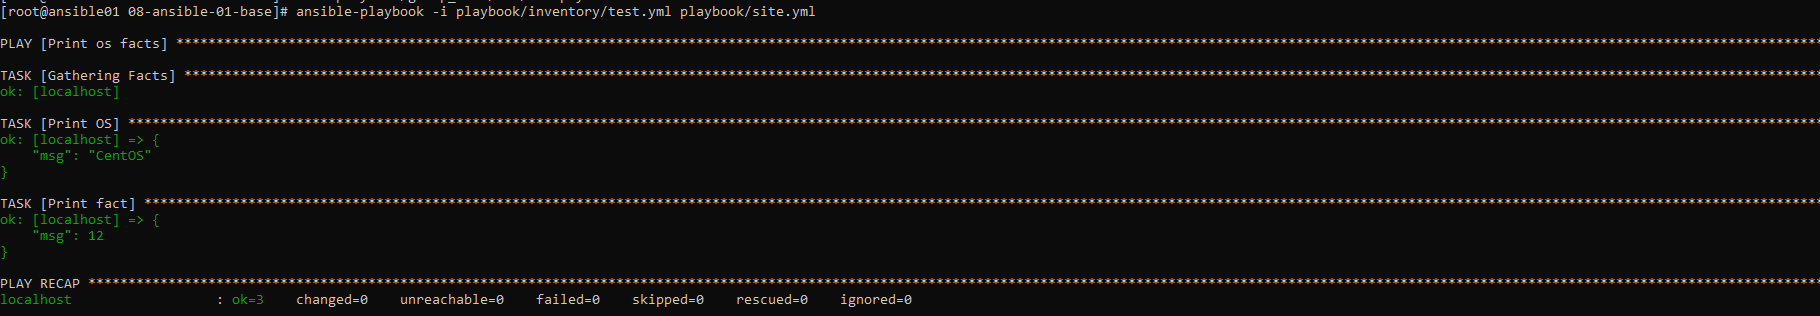 [root@ansible01 08-ansible-01-base]# ansible-playbook -i playbook/inventory/test.yml playbook/site.yml
PLAY [Print os facts] ****************************************************************************************************************************************************************************************************************
TASK [Gathering Facts] ***************************************************************************************************************************************************************************************************************
ok: [localhost]
TASK [Print OS] **********************************************************************************************************************************************************************************************************************
ok: [localhost] => {
    "msg": "CentOS"
}
TASK [Print fact] ********************************************************************************************************************************************************************************************************************
ok: [localhost] => {
    "msg": 12
}
PLAY RECAP ***************************************************************************************************************************************************************************************************************************
localhost                  : ok=3    changed=0    unreachable=0    failed=0    skipped=0    rescued=0    ignored=0